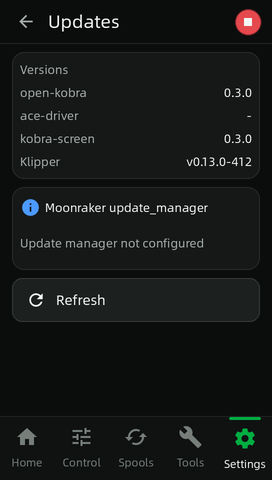 Updates
Versions
open-kobra 0.3.0
ace-driver -
kobra-screen 0.3.0
Klipper v0.13.0-412
Moonraker update_manager
Update manager not configured
Refresh
Home Control Spools Tools Settings